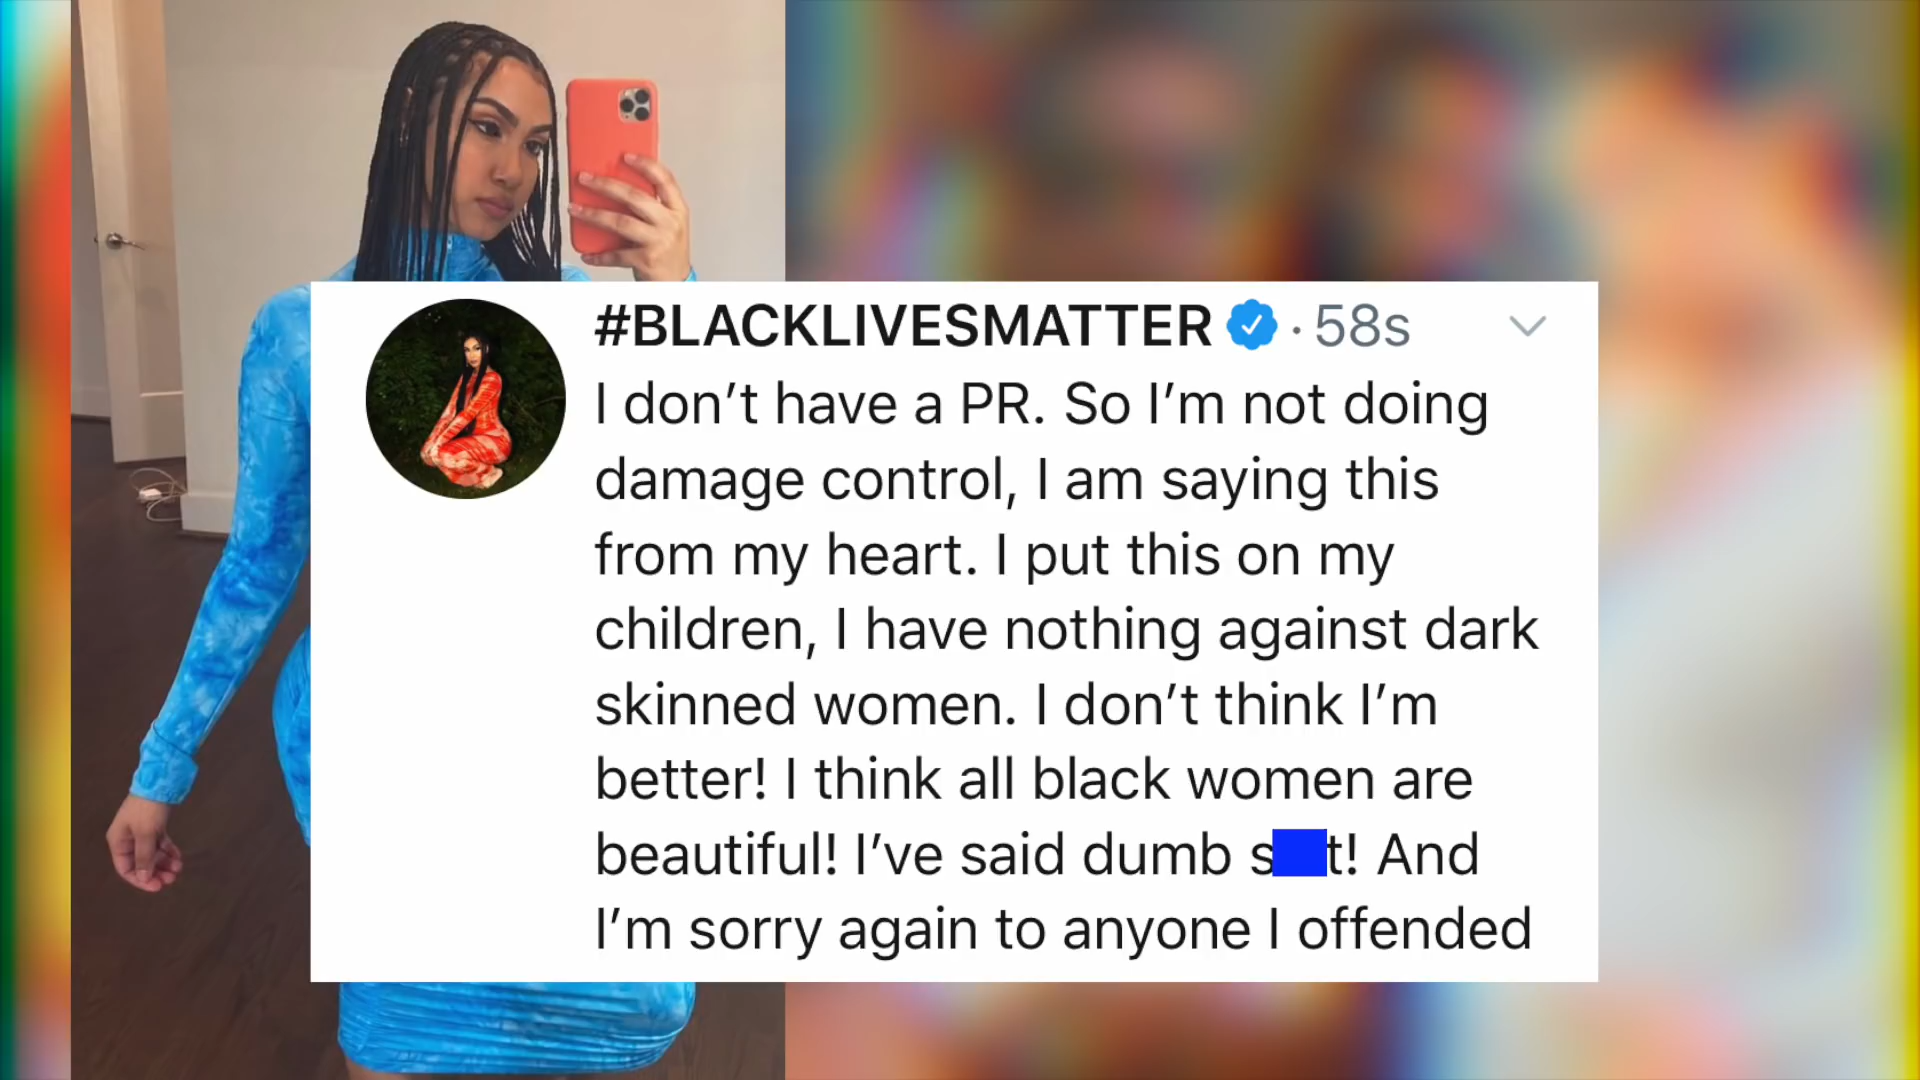 #BLACKLIVESMATTER · 58s
I don’t have a PR. So I’m not doing
damage control, I am saying this
from my heart. I put this on my
children, I have nothing against dark
skinned women. I don’t think I’m
better! I think all black women are
beautiful! I’ve said dumb s t! And
I’m sorry again to anyone I offended